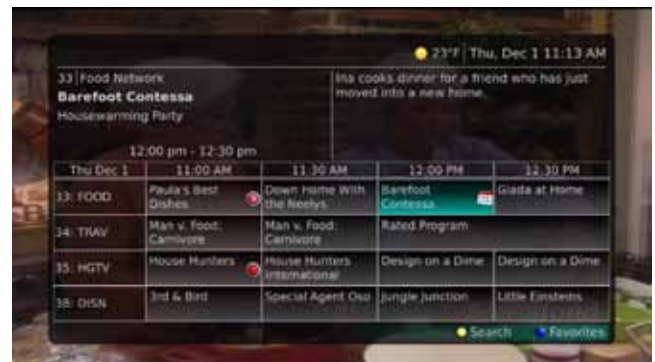 23°F | Thu, Dec 1 11:13 AM
33 | Food Network
Barefoot Contessa
Housewarming Party
Ina cooks dinner for a friend who has just
moved into a new home.
12:00 pm - 12:30 pm
Thu Dec 1 11:00 AM 11:30 AM 12:00 PM 12:30 PM
33: FOOD Paula's Best Dishes Down Home With the Neelys Barefoot Contessa Giada at Home
34: TRAV Man v. Food: Carnivore Man v. Food: Carnivore Rated Program
35: HGTV House Hunters House Hunters International Design on a Dime Design on a Dime
38: DISN 3rd & Bird Special Agent Oso Jungle Junction Little Einsteins
Search Favorites